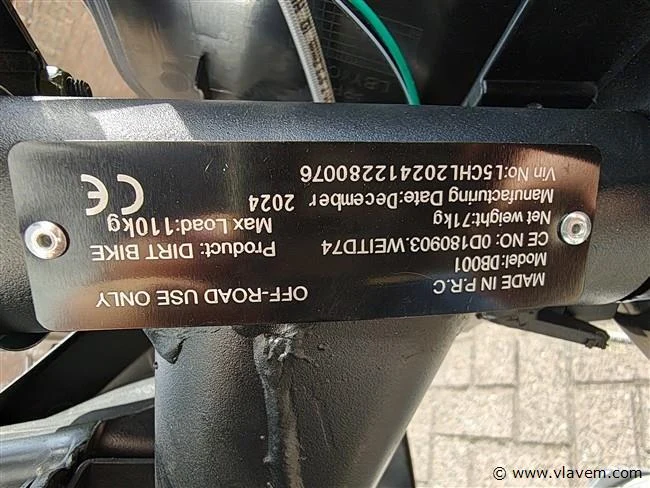 MADE IN P.R.C OFF-ROAD USE ONLY
Model:DB001
CE NO: 0D180903.WEITD74 Product: DIRT BIKE
Net weight:71kg Max Load:110kg
Manufacturing Date:December 2024
Vin No:L5CHL202412280076
CE
© www.vlavem.com